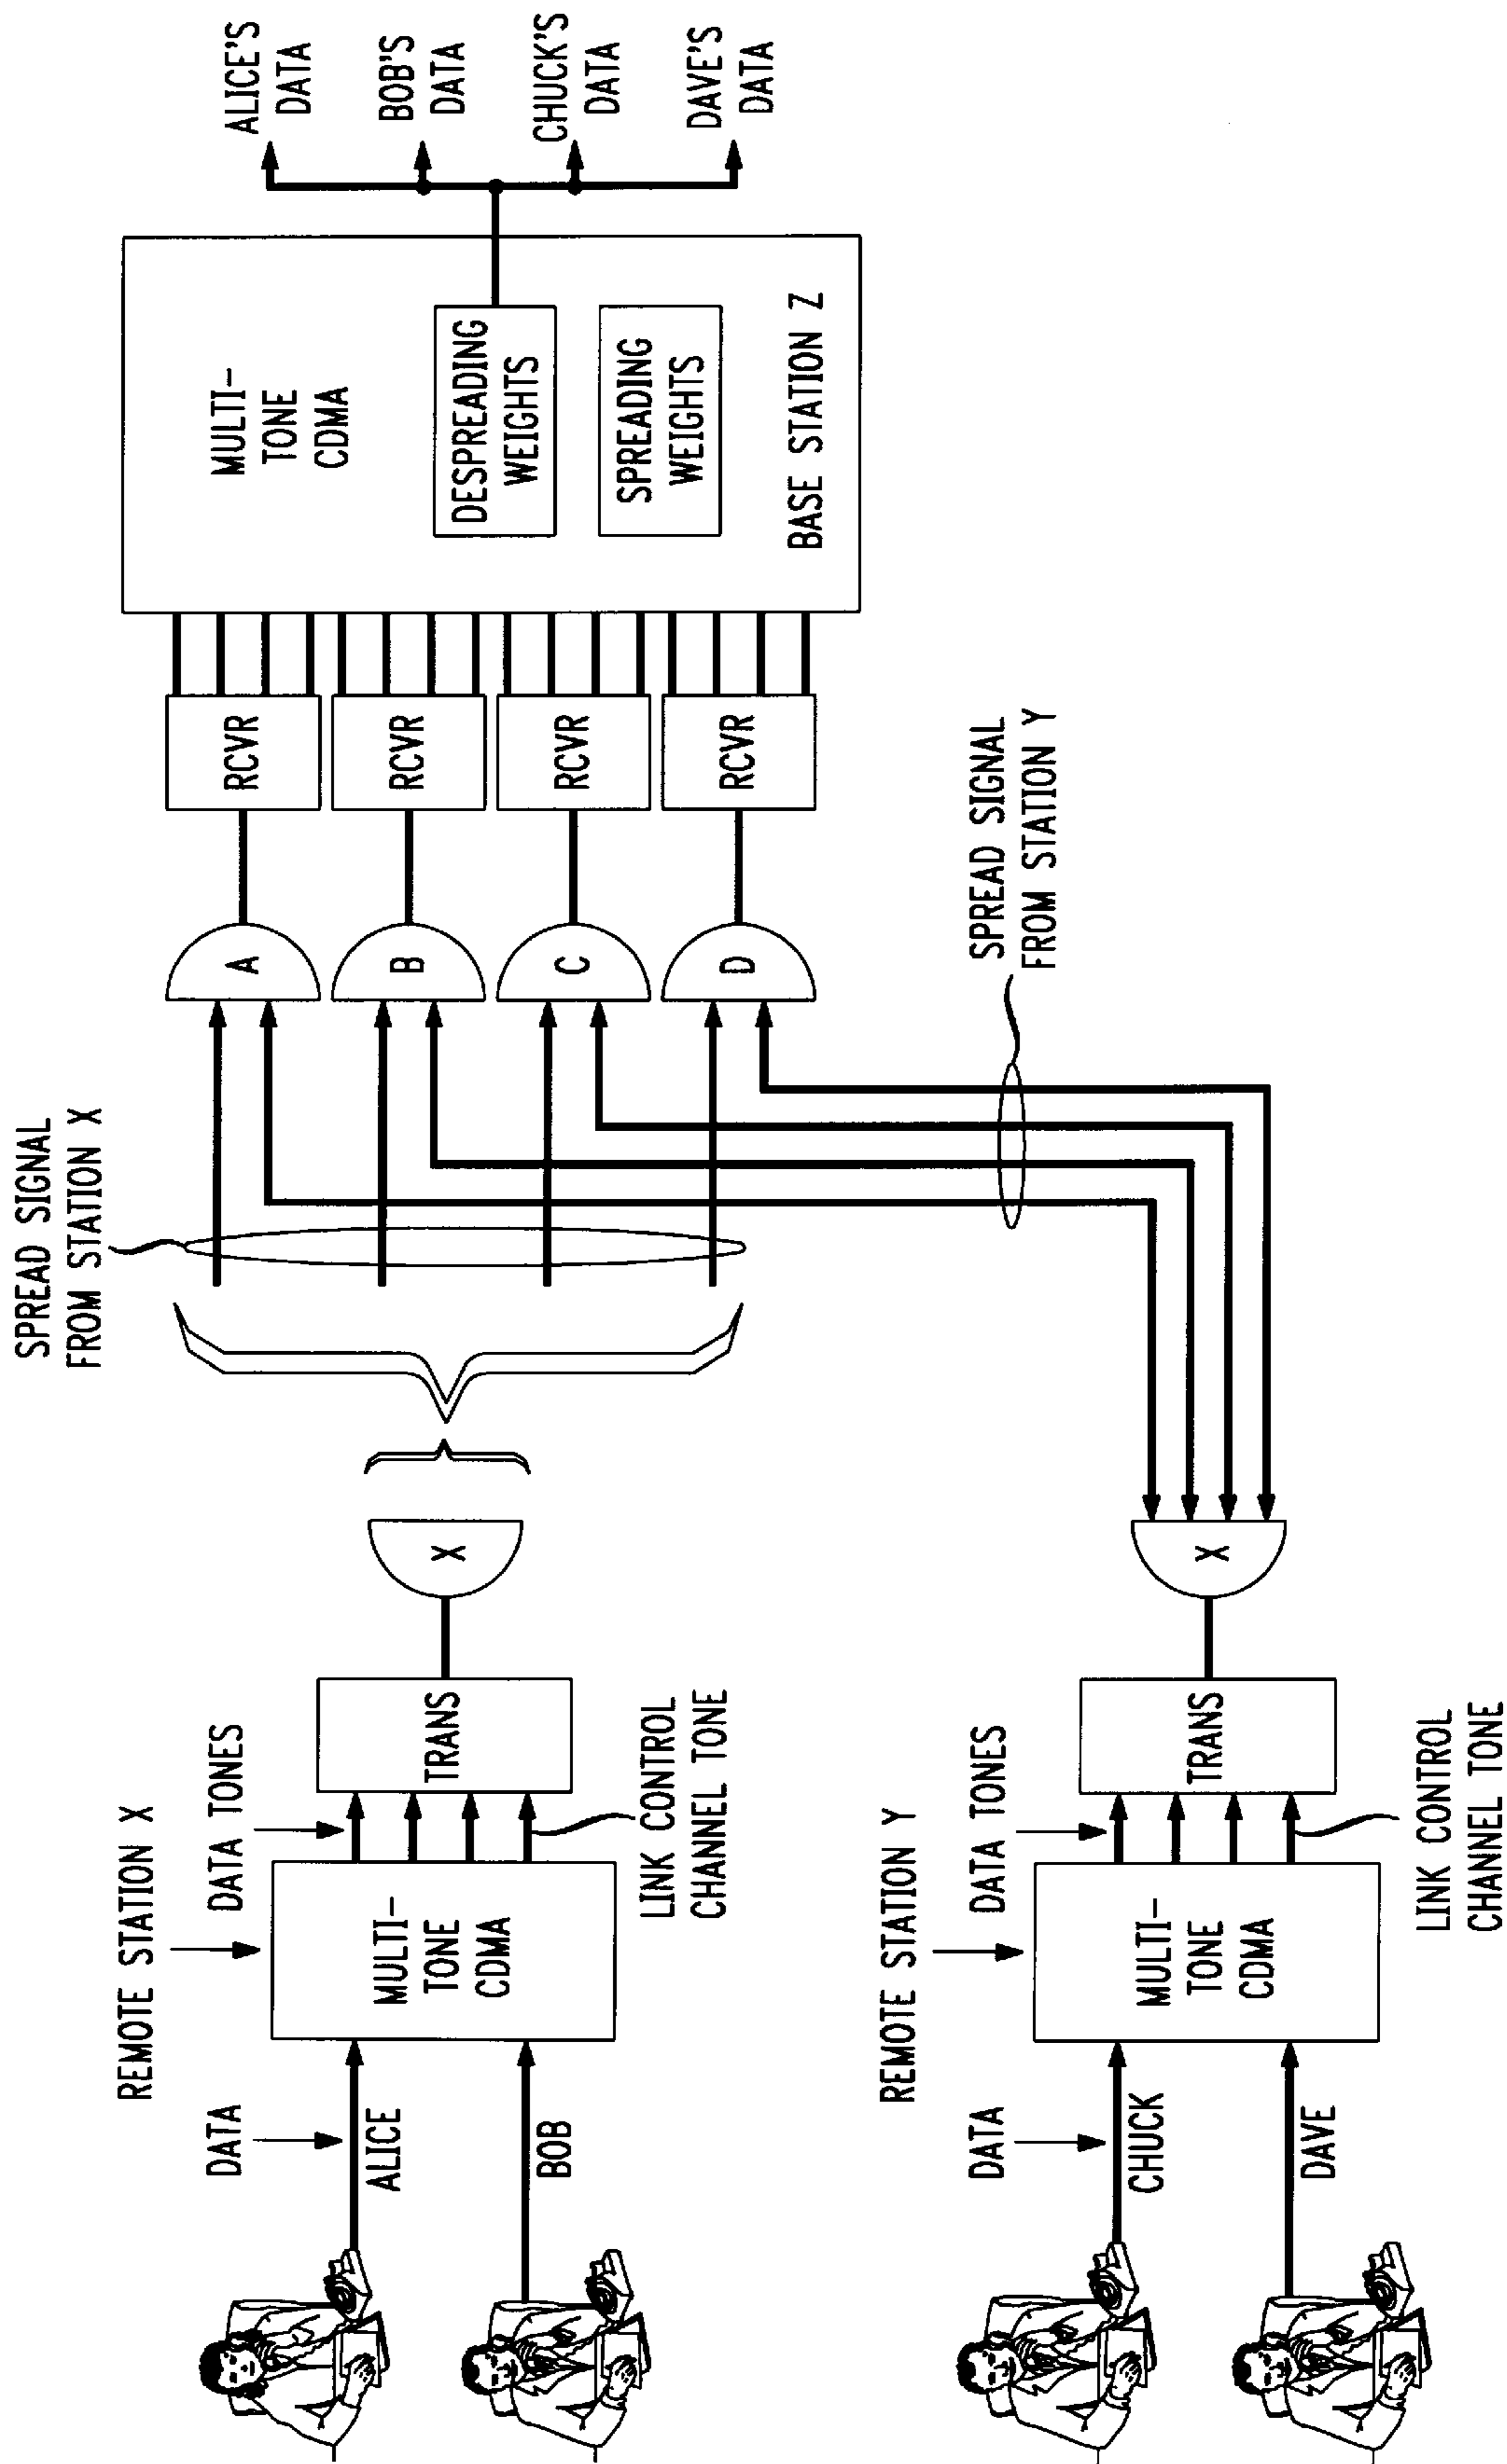 REMOTE STATION X
DATA
ALICE
BOB
MULTI-
TONE
CDMA
DATA TONES
TRANS
LINK CONTROL
CHANNEL TONE
X
SPREAD SIGNAL
FROM STATION X
REMOTE STATION Y
DATA
CHUCK
DAVE
MULTI-
TONE
CDMA
DATA TONES
TRANS
LINK CONTROL
CHANNEL TONE
X
SPREAD SIGNAL
FROM STATION Y
A
B
C
D
RCVR
RCVR
RCVR
RCVR
MULTI-
TONE
CDMA
DESPREADING
WEIGHTS
SPREADING
WEIGHTS
BASE STATION Z
ALICE'S
DATA
BOB'S
DATA
CHUCK'S
DATA
DAVE'S
DATA